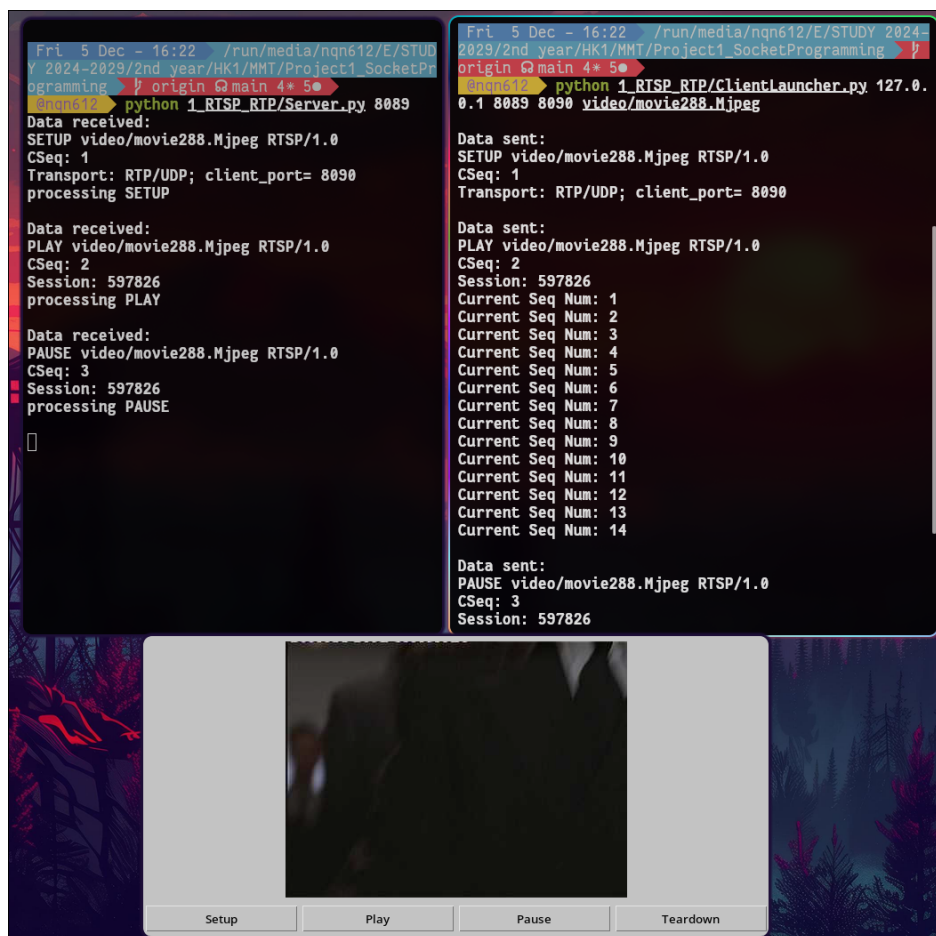 Fri 5 Dec - 16:22 /run/media/nqn612/E/STUD
Y 2024-2029/2nd year/HK1/MMT/Project1_SocketPr
ogramming origin main 4* 5●
@nqn612 python 1_RTSP_RTP/Server.py 8089
Data received:
SETUP video/movie288.Mjpeg RTSP/1.0
CSeq: 1
Transport: RTP/UDP; client_port= 8090
processing SETUP
Data received:
PLAY video/movie288.Mjpeg RTSP/1.0
CSeq: 2
Session: 597826
processing PLAY
Data received:
PAUSE video/movie288.Mjpeg RTSP/1.0
CSeq: 3
Session: 597826
processing PAUSE
Fri 5 Dec - 16:22 /run/media/nqn612/E/STUDY 2024-
2029/2nd year/HK1/MMT/Project1_SocketProgramming
origin main 4* 5●
@nqn612 python 1_RTSP_RTP/ClientLauncher.py 127.0.
0.1 8089 8090 video/movie288.Mjpeg
Data sent:
SETUP video/movie288.Mjpeg RTSP/1.0
CSeq: 1
Transport: RTP/UDP; client_port= 8090
Data sent:
PLAY video/movie288.Mjpeg RTSP/1.0
CSeq: 2
Session: 597826
Current Seq Num: 1
Current Seq Num: 2
Current Seq Num: 3
Current Seq Num: 4
Current Seq Num: 5
Current Seq Num: 6
Current Seq Num: 7
Current Seq Num: 8
Current Seq Num: 9
Current Seq Num: 10
Current Seq Num: 11
Current Seq Num: 12
Current Seq Num: 13
Current Seq Num: 14
Data sent:
PAUSE video/movie288.Mjpeg RTSP/1.0
CSeq: 3
Session: 597826
Setup
Play
Pause
Teardown